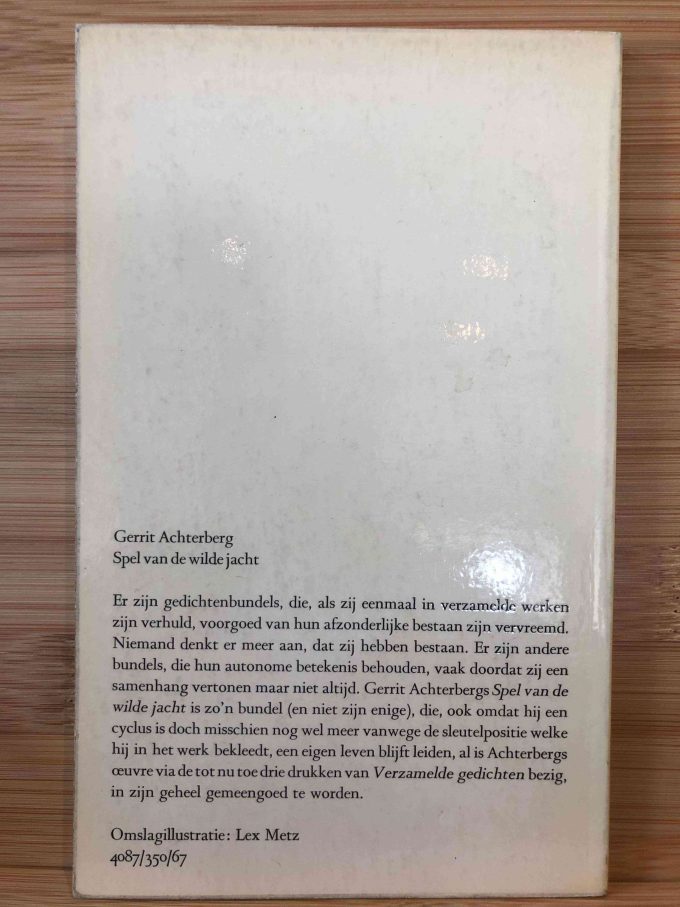 Gerrit Achterberg
Spel van de wilde jacht
Er zijn gedichtenbundels, die, als zij eenmaal in verzamelde werken
zijn verhuld, voorgoed van hun afzonderlijke bestaan zijn vervreemd.
Niemand denkt er meer aan, dat zij hebben bestaan. Er zijn andere
bundels, die hun autonome betekenis behouden, vaak doordat zij een
samenhang vertonen maar niet altijd. Gerrit Achterbergs Spel van de
wilde jacht is zo'n bundel (en niet zijn enige), die, ook omdat hij een
cyclus is doch misschien nog wel meer vanwege de sleutelpositie welke
hij in het werk bekleedt, een eigen leven blijft leiden, al is Achterbergs
œuvre via de tot nu toe drie drukken van Verzamelde gedichten bezig,
in zijn geheel gemeengoed te worden.
Omslagillustratie: Lex Metz
4087/350/67